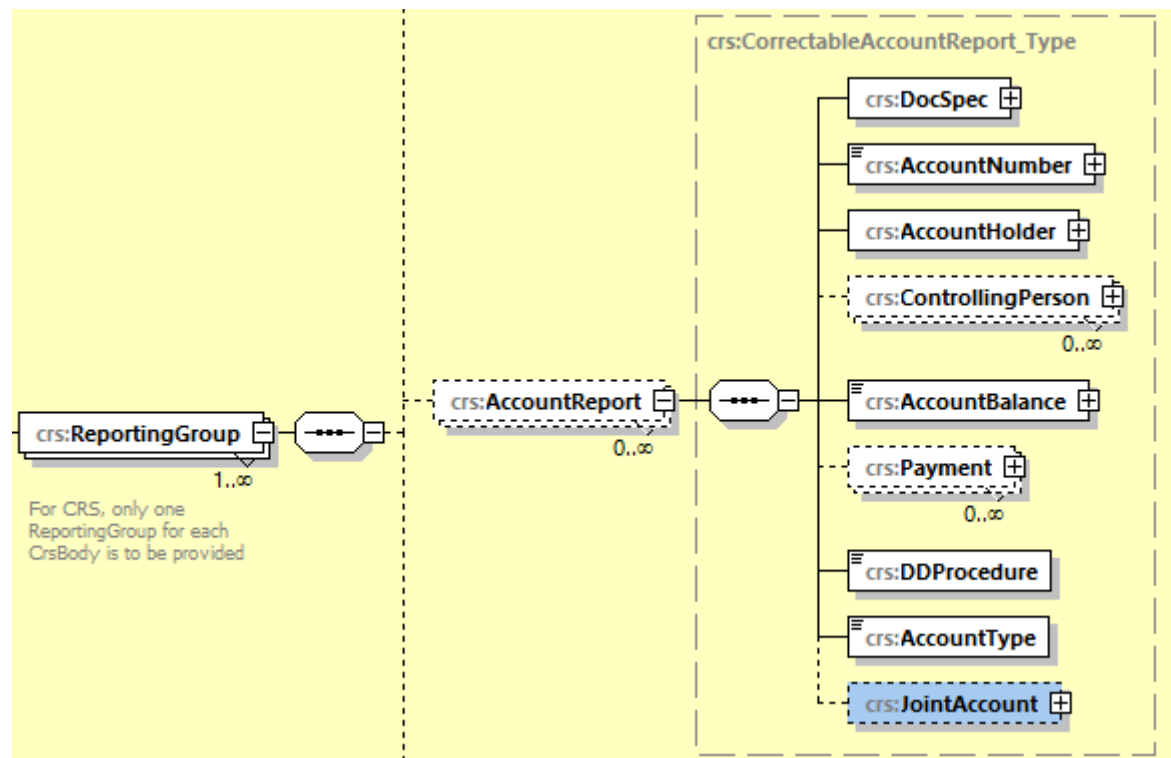 crs:CorrectableAccountReport_Type
crs:DocSpec
crs:AccountNumber
crs:AccountHolder
crs:ControllingPerson
0..∞
crs:AccountReport
0..∞
crs:AccountBalance
crs:ReportingGroup
1..∞
For CRS, only one
ReportingGroup for each
CrsBody is to be provided
crs:Payment
0..∞
crs:DDProcedure
crs:AccountType
crs:JointAccount